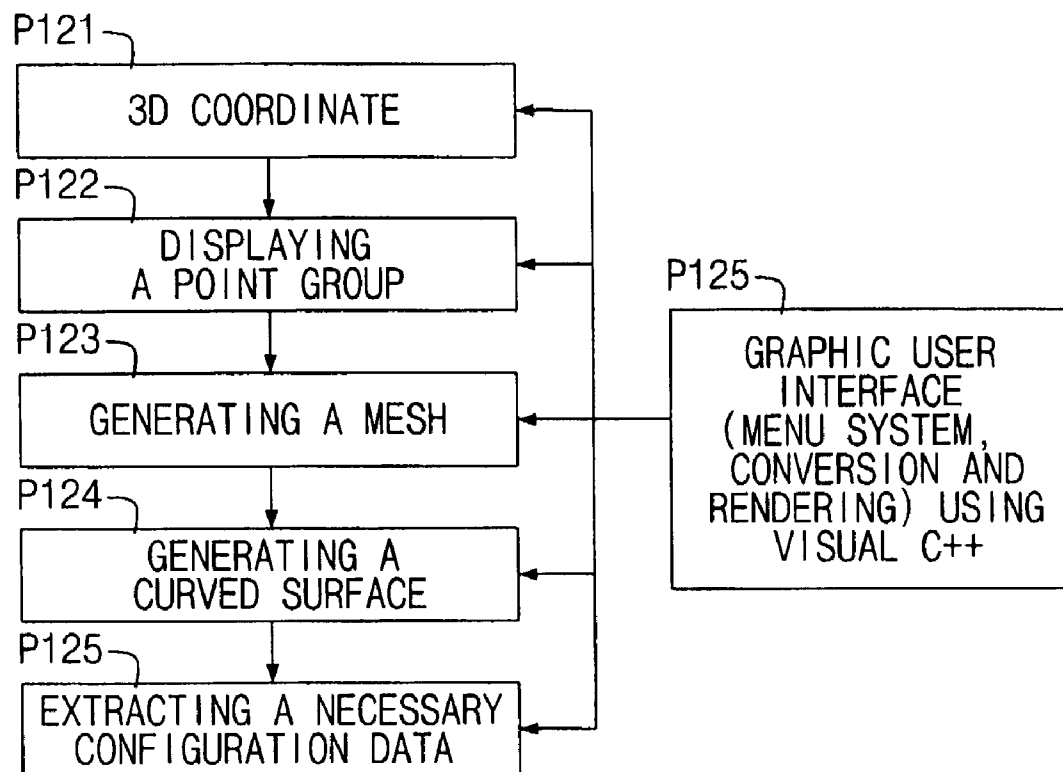 P121
3D COORDINATE
P122
DISPLAYING
A POINT GROUP
P123
GENERATING A MESH
P124
GENERATING A
CURVED SURFACE
P125
EXTRACTING A NECESSARY
CONFIGURATION DATA
P125
GRAPHIC USER
INTERFACE
(MENU SYSTEM,
CONVERSION AND
RENDERING) USING
VISUAL C++